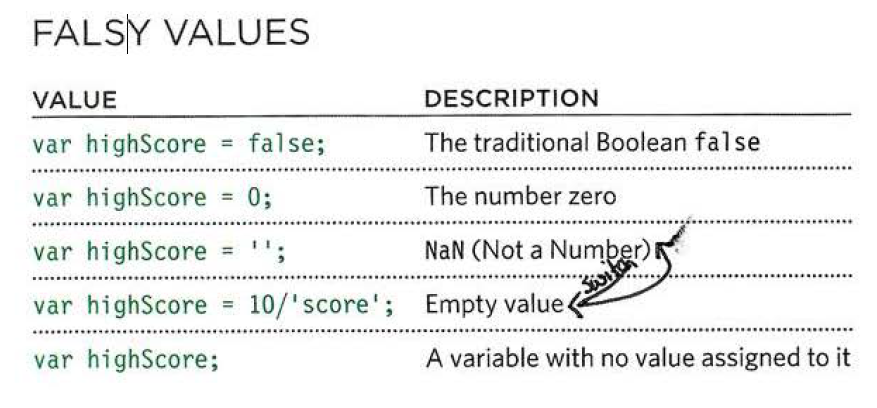 FALSY VALUES
VALUE DESCRIPTION
var highScore = false; The traditional Boolean false
var highScore = 0; The number zero
var highScore = ''; NaN (Not a Number)
switch
var highScore = 10/'score'; Empty value
var highScore; A variable with no value assigned to it